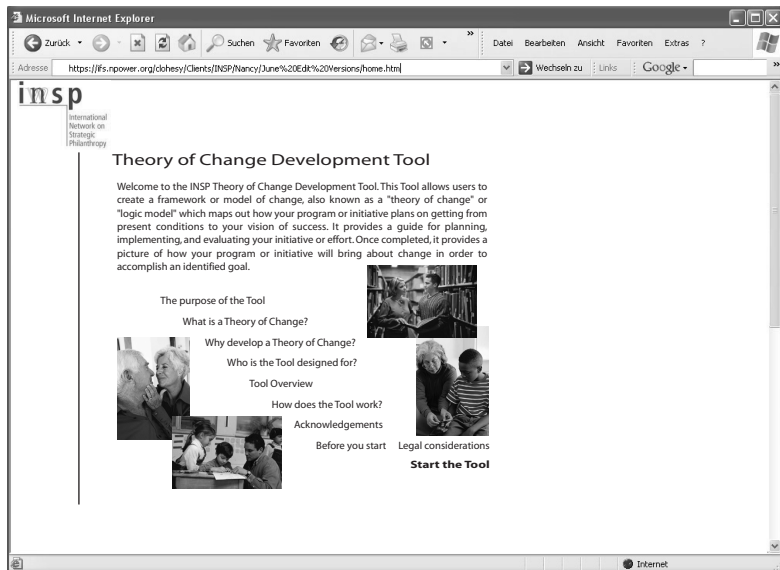 Microsoft Internet Explorer
Zurück Suchen Favoriten » Datei Bearbeiten Ansicht Favoriten Extras ?
Adresse https://ifs.npower.org/clohesy/Clients/INSP/Nancy/June%20Edit%20Versions/home.htm Wechseln zu Links Google »
insp
International
Network on
Strategic
Philanthropy
Theory of Change Development Tool
Welcome to the INSP Theory of Change Development Tool. This Tool allows users to
create a framework or model of change, also known as a "theory of change" or
"logic model" which maps out how your program or initiative plans on getting from
present conditions to your vision of success. It provides a guide for planning,
implementing, and evaluating your initiative or effort. Once completed, it provides a
picture of how your program or initiative will bring about change in order to
accomplish an identified goal.
The purpose of the Tool
What is a Theory of Change?
Why develop a Theory of Change?
Who is the Tool designed for?
Tool Overview
How does the Tool work?
Acknowledgements
Before you start Legal considerations
Start the Tool
Internet